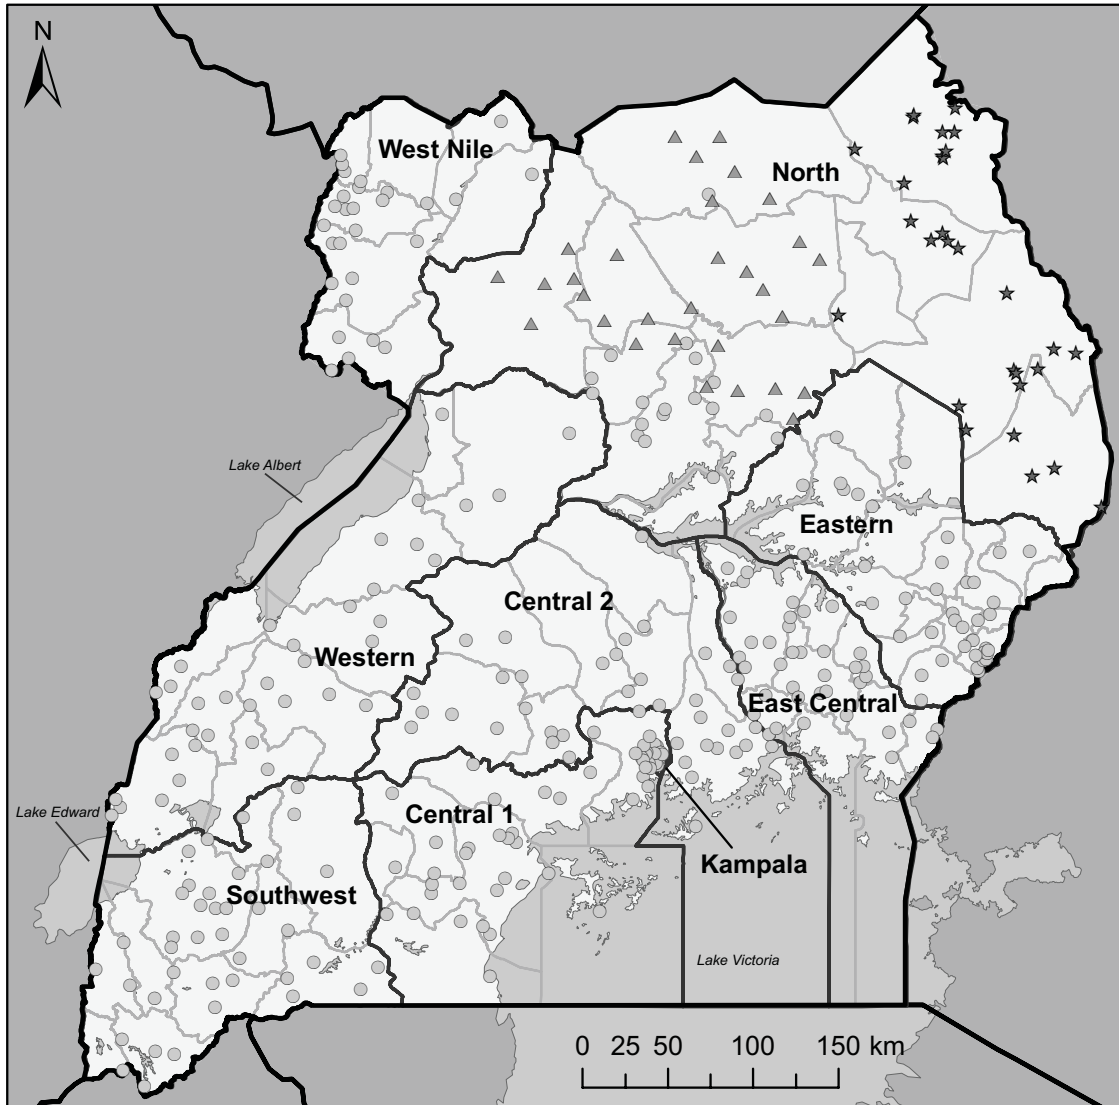 N
West Nile
North
Lake Albert
Eastern
Central 2
Western
East Central
Lake Edward
Central 1
Kampala
Southwest
Lake Victoria
0 25 50 100 150 km